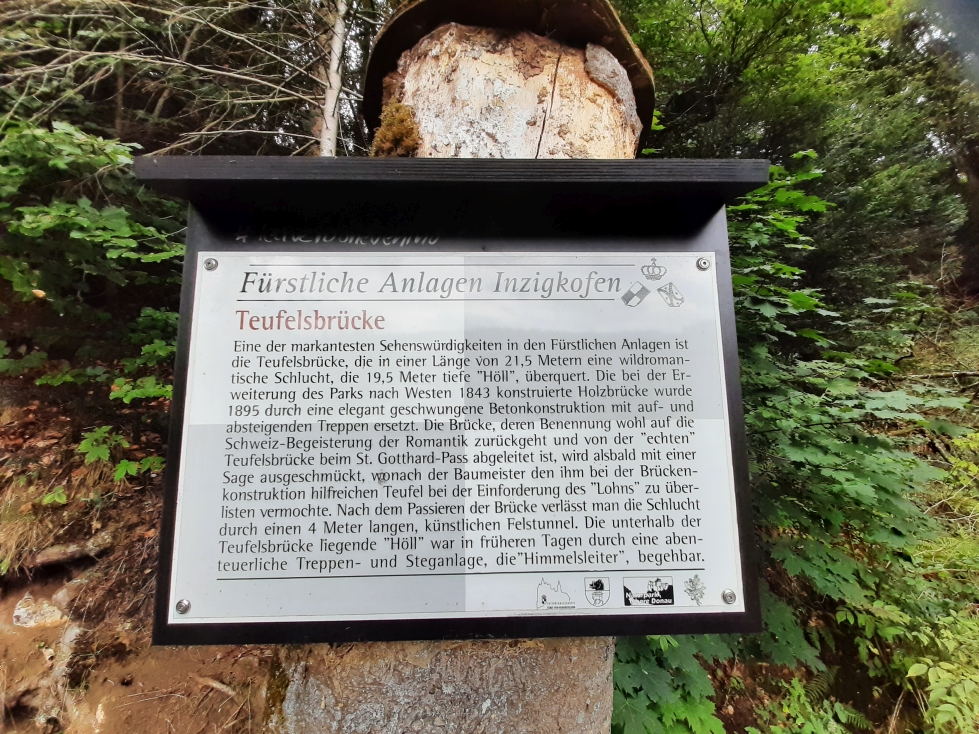 Fürstliche Anlagen Inzigkofen
Teufelsbrücke
Eine der markantesten Sehenswürdigkeiten in den Fürstlichen Anlagen ist
die Teufelsbrücke, die in einer Länge von 21,5 Metern eine wildroman-
tische Schlucht, die 19,5 Meter tiefe "Höll", überquert. Die bei der Er-
weiterung des Parks nach Westen 1843 konstruierte Holzbrücke wurde
1895 durch eine elegant geschwungene Betonkonstruktion mit auf- und
absteigenden Treppen ersetzt. Die Brücke, deren Benennung wohl auf die
Schweiz-Begeisterung der Romantik zurückgeht und von der "echten"
Teufelsbrücke beim St. Gotthard-Pass abgeleitet ist, wird alsbald mit einer
Sage ausgeschmückt, wonach der Baumeister den ihm bei der Brücken-
konstruktion hilfreichen Teufel bei der Einforderung des "Lohns" zu über-
listen vermochte. Nach dem Passieren der Brücke verlässt man die Schlucht
durch einen 4 Meter langen, künstlichen Felstunnel. Die unterhalb der
Teufelsbrücke liegende "Höll" war in früheren Tagen durch eine aben-
teuerliche Treppen- und Steganlage, die"Himmelsleiter", begehbar.
Naturpark
Obere Donau